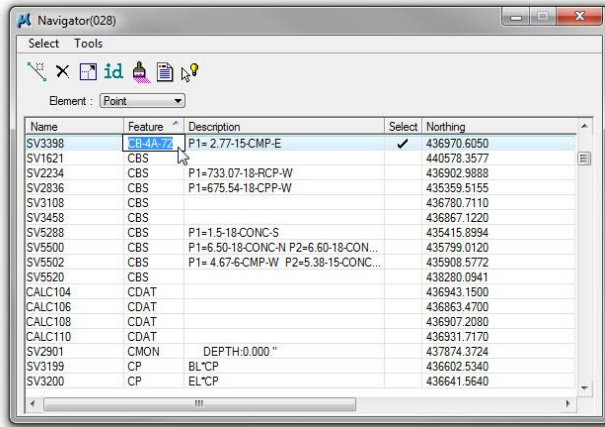 Navigator(028)
Select Tools
id
Element : Point
Name Feature Description Select Northing
SV3398 CB-4A-72 P1= 2.77-15-CMP-E ✓ 436970.6050
SV1621 CBS 440578.3577
SV2234 CBS P1=733.07-18-RCP-W 436902.9888
SV2836 CBS P1=675.54-18-CPP-W 435359.5155
SV3108 CBS 436780.7110
SV3458 CBS 436867.1220
SV5288 CBS P1=1.5-18-CONC-S 435415.8994
SV5500 CBS P1=6.50-18-CONC-N P2=6.60-18-CON... 435799.0120
SV5502 CBS P1= 4.67-6-CMP-W P2=5.38-15-CONC... 435908.5772
SV5520 CBS 438280.0941
CALC104 CDAT 436943.1500
CALC106 CDAT 436863.4700
CALC108 CDAT 436907.2080
CALC110 CDAT 436931.7170
SV2901 CMON DEPTH:0.000 " 437874.3724
SV3199 CP BL*CP 436602.5340
SV3200 CP EL*CP 436641.5640